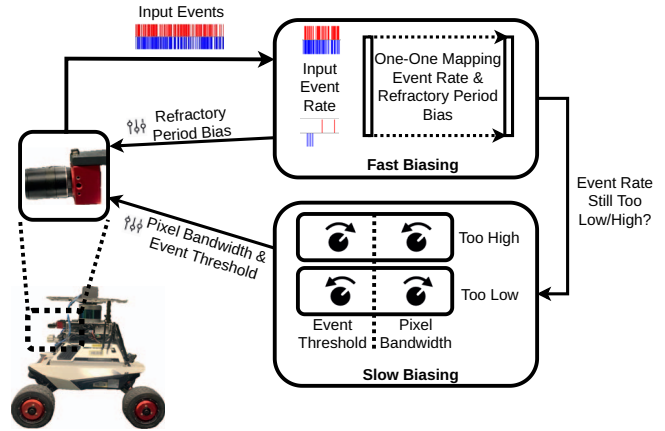 Input Events
Input
Event
Rate
One-One Mapping
Event Rate &
Refractory Period
Bias
Fast Biasing
Refractory
Period Bias
Event Rate
Still Too
Low/High?
Pixel Bandwidth &
Event Threshold
Too High
Too Low
Event
Threshold
Pixel
Bandwidth
Slow Biasing